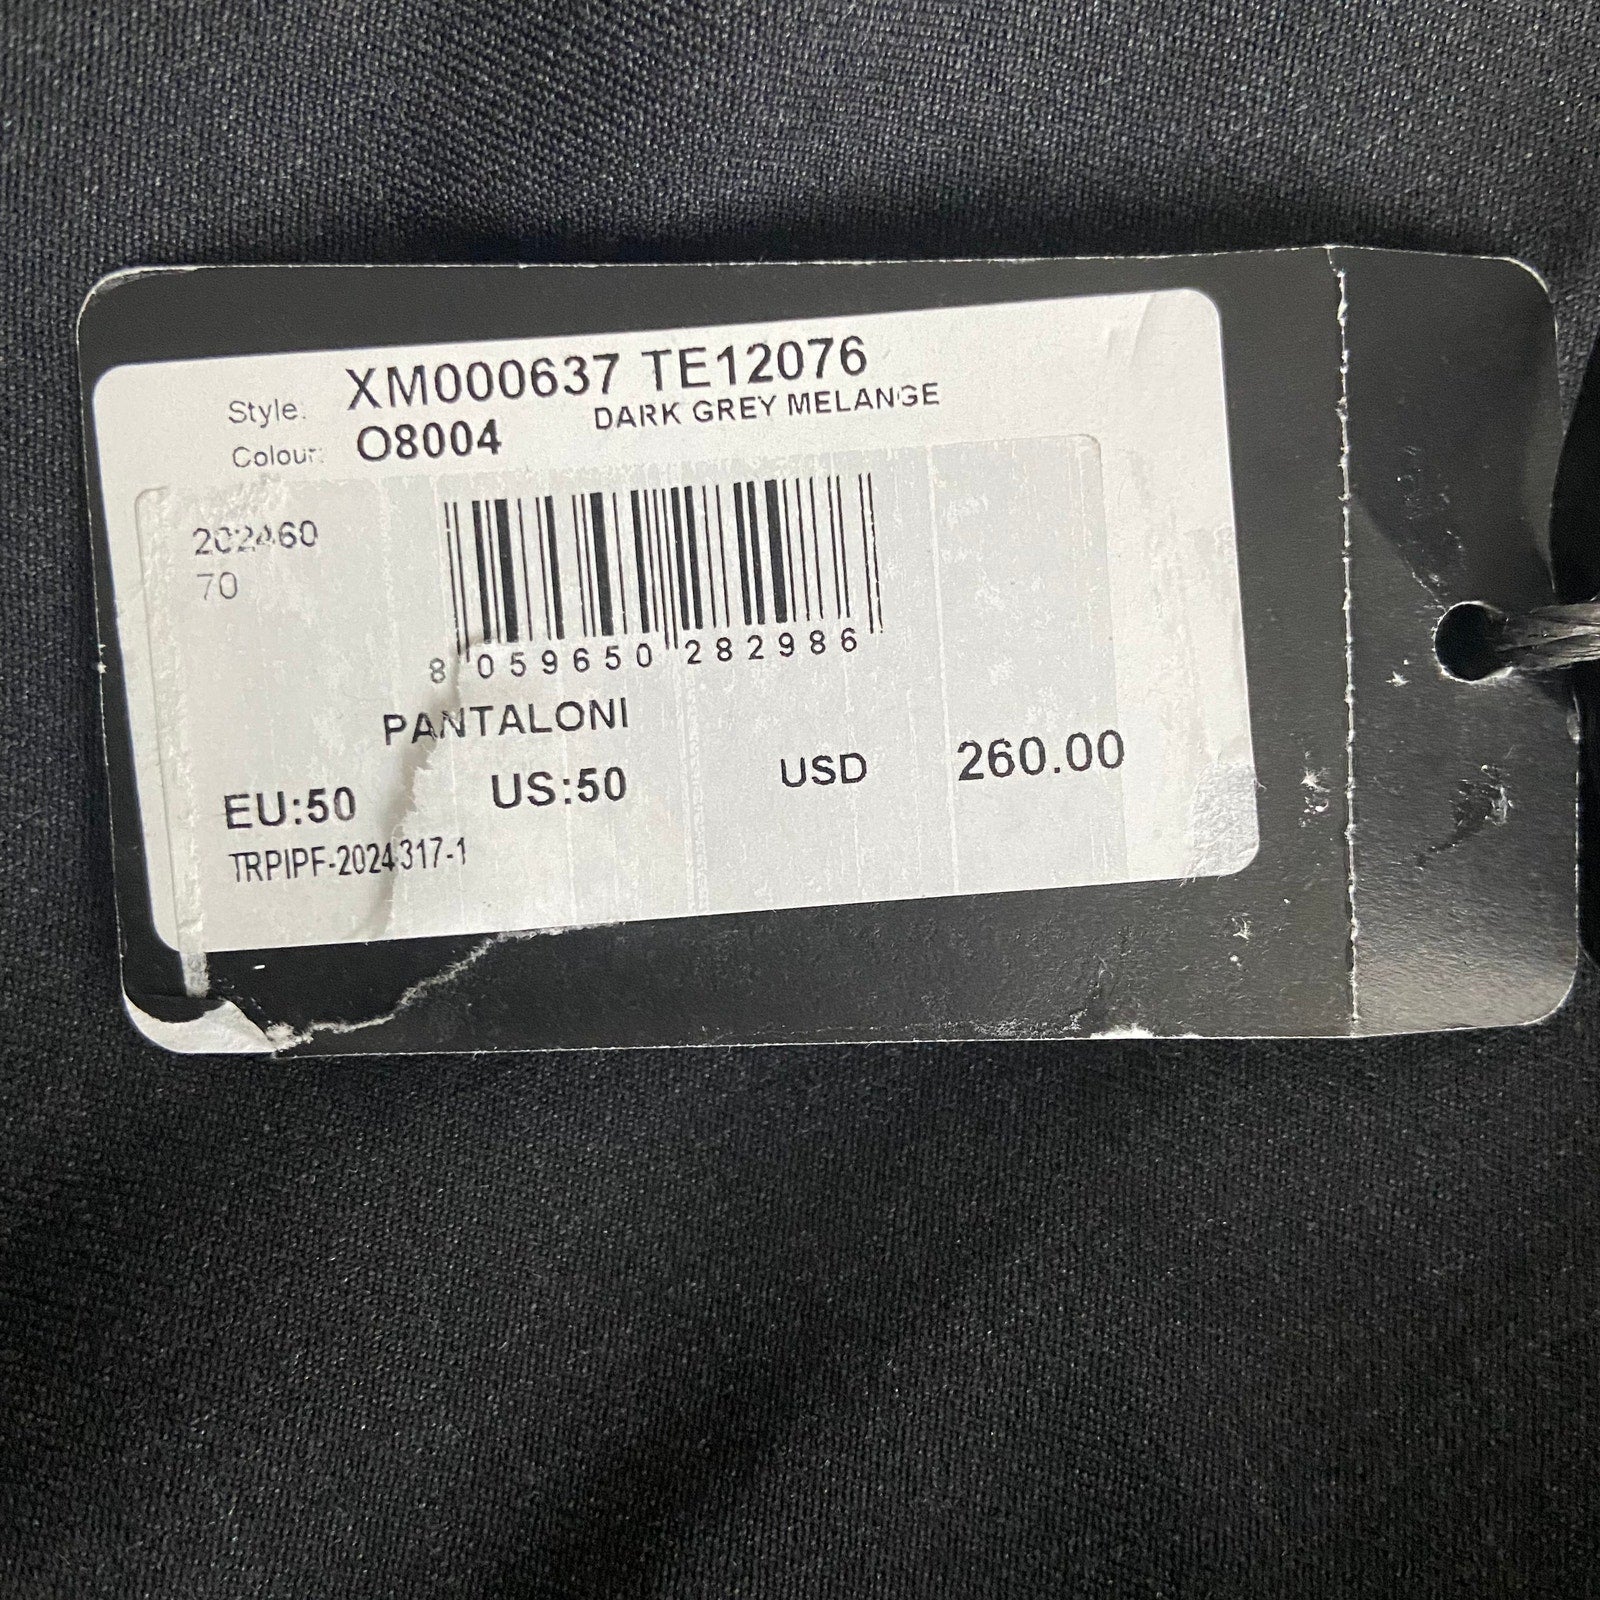 Style: XM000637 TE12076
Colour: O8004 DARK GREY MELANGE
202460
70
8 059650 282986
PANTALONI
EU:50 US:50 USD 260.00
TRPIPF-2024317-1